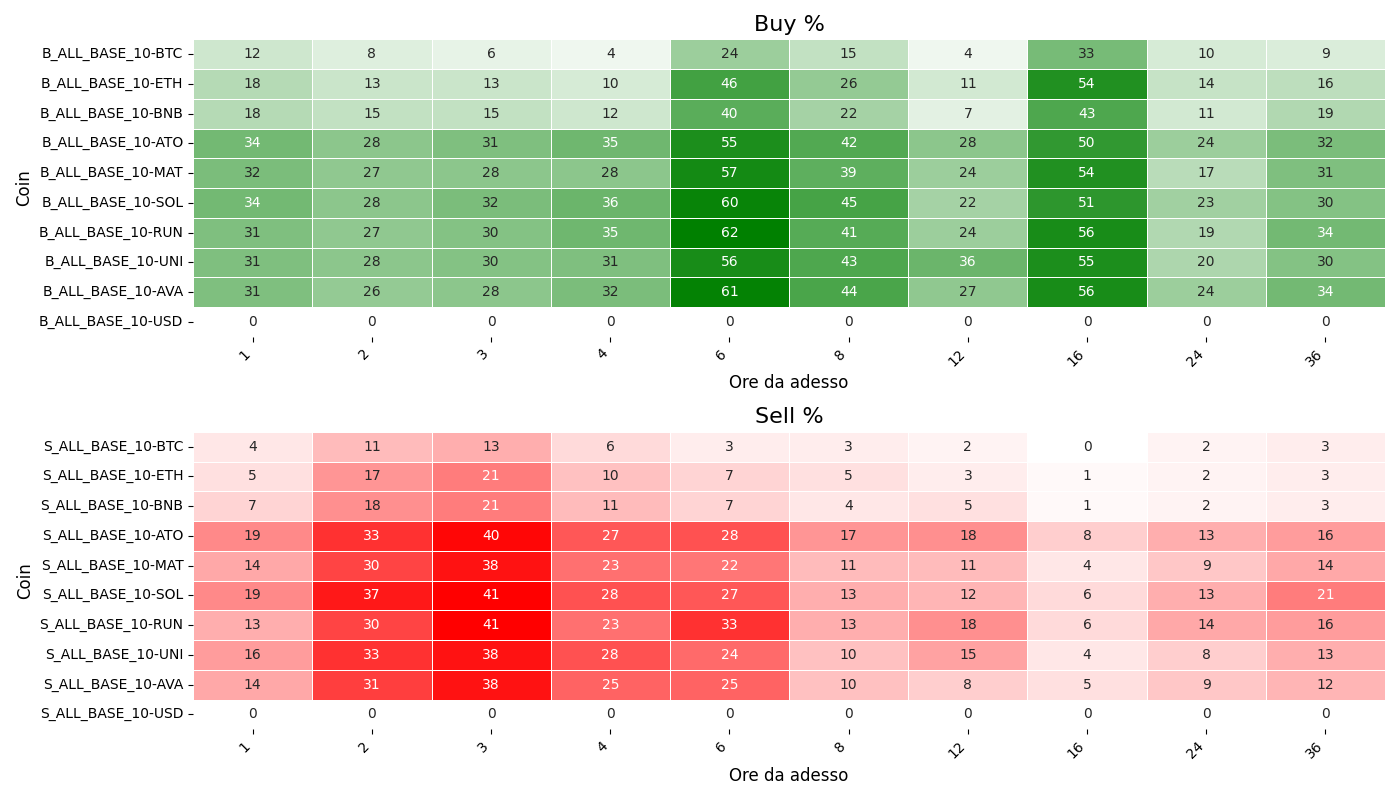 Buy %
Coin
B_ALL_BASE_10-BTC 12 8 6 4 24 15 4 33 10 9
B_ALL_BASE_10-ETH 18 13 13 10 46 26 11 54 14 16
B_ALL_BASE_10-BNB 18 15 15 12 40 22 7 43 11 19
B_ALL_BASE_10-ATO 34 28 31 35 55 42 28 50 24 32
B_ALL_BASE_10-MAT 32 27 28 28 57 39 24 54 17 31
B_ALL_BASE_10-SOL 34 28 32 36 60 45 22 51 23 30
B_ALL_BASE_10-RUN 31 27 30 35 62 41 24 56 19 34
B_ALL_BASE_10-UNI 31 28 30 31 56 43 36 55 20 30
B_ALL_BASE_10-AVA 31 26 28 32 61 44 27 56 24 34
B_ALL_BASE_10-USD 0 0 0 0 0 0 0 0 0 0
1 2 3 4 6 8 12 16 24 36
Ore da adesso
Sell %
Coin
S_ALL_BASE_10-BTC 4 11 13 6 3 3 2 0 2 3
S_ALL_BASE_10-ETH 5 17 21 10 7 5 3 1 2 3
S_ALL_BASE_10-BNB 7 18 21 11 7 4 5 1 2 3
S_ALL_BASE_10-ATO 19 33 40 27 28 17 18 8 13 16
S_ALL_BASE_10-MAT 14 30 38 23 22 11 11 4 9 14
S_ALL_BASE_10-SOL 19 37 41 28 27 13 12 6 13 21
S_ALL_BASE_10-RUN 13 30 41 23 33 13 18 6 14 16
S_ALL_BASE_10-UNI 16 33 38 28 24 10 15 4 8 13
S_ALL_BASE_10-AVA 14 31 38 25 25 10 8 5 9 12
S_ALL_BASE_10-USD 0 0 0 0 0 0 0 0 0 0
1 2 3 4 6 8 12 16 24 36
Ore da adesso